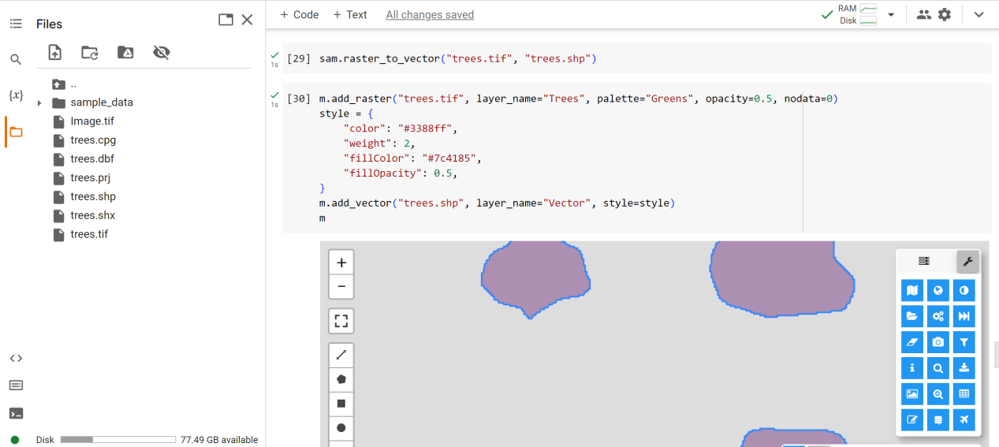 Files
+ Code + Text All changes saved
RAM
Disk
{x}
..
sample_data
Image.tif
trees.cpg
trees.dbf
trees.prj
trees.shp
trees.shx
trees.tif
Disk 77.49 GB available
1s
[29] sam.raster_to_vector("trees.tif", "trees.shp")
1s
[30] m.add_raster("trees.tif", layer_name="Trees", palette="Greens", opacity=0.5, nodata=0)
style = {
"color": "#3388ff",
"weight": 2,
"fillColor": "#7c4185",
"fillOpacity": 0.5,
}
m.add_vector("trees.shp", layer_name="Vector", style=style)
m
+
−